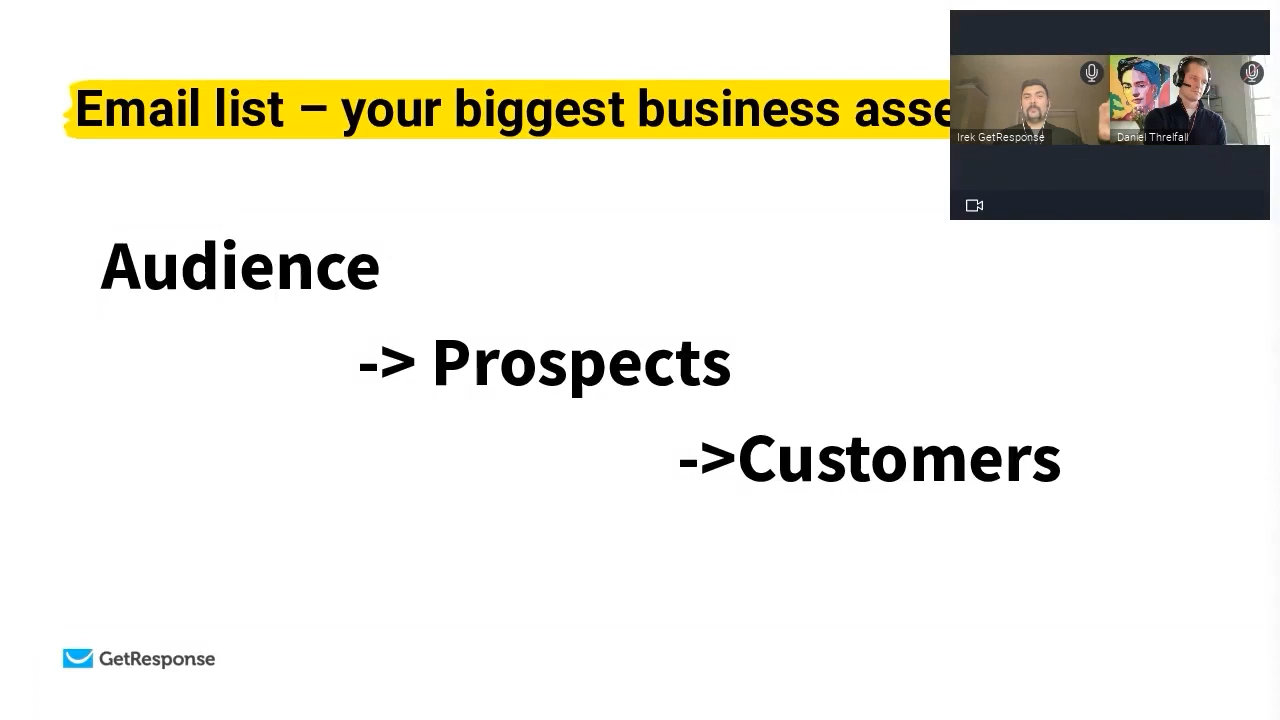 Email list – your biggest business asse
Irek GetResponse
Daniel Threlfall
Audience
-> Prospects
->Customers
GetResponse